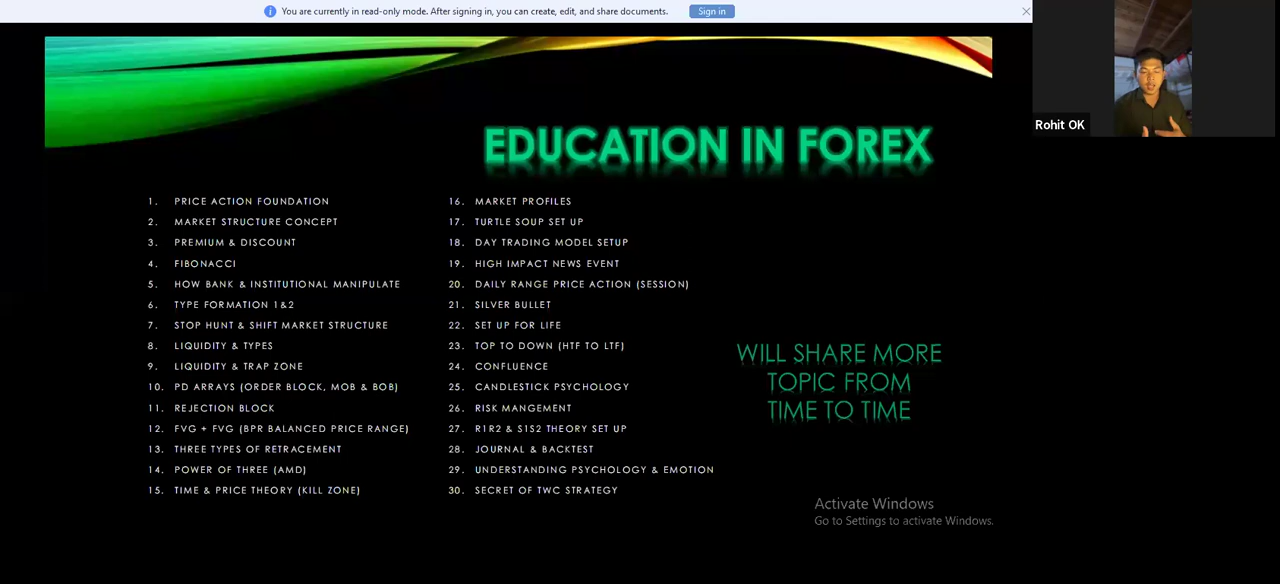 You are currently in read-only mode. After signing in, you can create, edit, and share documents. Sign in
Rohit OK
EDUCATION IN FOREX
1. PRICE ACTION FOUNDATION
2. MARKET STRUCTURE CONCEPT
3. PREMIUM & DISCOUNT
4. FIBONACCI
5. HOW BANK & INSTITUTIONAL MANIPULATE
6. TYPE FORMATION 1&2
7. STOP HUNT & SHIFT MARKET STRUCTURE
8. LIQUIDITY & TYPES
9. LIQUIDITY & TRAP ZONE
10. PD ARRAYS (ORDER BLOCK, MOB & BOB)
11. REJECTION BLOCK
12. FVG + FVG (BPR BALANCED PRICE RANGE)
13. THREE TYPES OF RETRACEMENT
14. POWER OF THREE (AMD)
15. TIME & PRICE THEORY (KILL ZONE)
16. MARKET PROFILES
17. TURTLE SOUP SET UP
18. DAY TRADING MODEL SETUP
19. HIGH IMPACT NEWS EVENT
20. DAILY RANGE PRICE ACTION (SESSION)
21. SILVER BULLET
22. SET UP FOR LIFE
23. TOP TO DOWN (HTF TO LTF)
24. CONFLUENCE
25. CANDLESTICK PSYCHOLOGY
26. RISK MANGEMENT
27. R1R2 & S1S2 THEORY SET UP
28. JOURNAL & BACKTEST
29. UNDERSTANDING PSYCHOLOGY & EMOTION
30. SECRET OF TWC STRATEGY
WILL SHARE MORE
TOPIC FROM
TIME TO TIME
Activate Windows
Go to Settings to activate Windows.